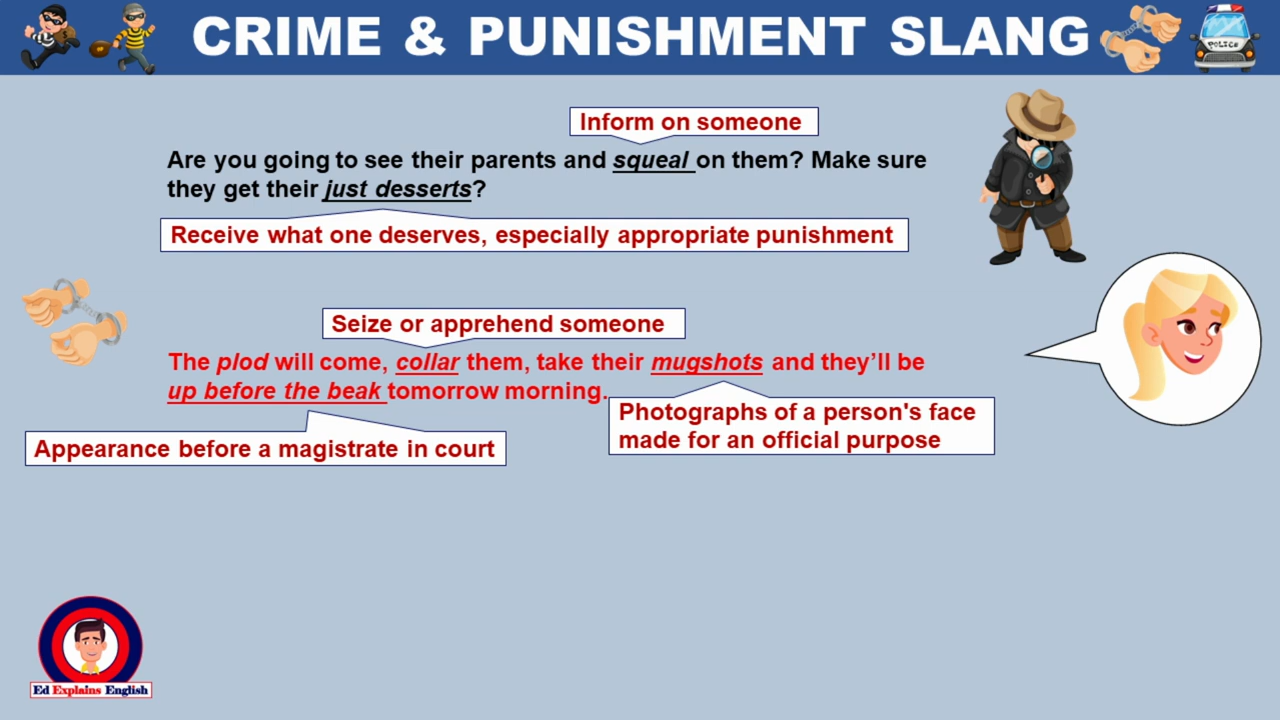 CRIME & PUNISHMENT SLANG
POLICE
Inform on someone
Are you going to see their parents and squeal on them? Make sure
they get their just desserts?
Receive what one deserves, especially appropriate punishment
Seize or apprehend someone
The plod will come, collar them, take their mugshots and they’ll be
up before the beak tomorrow morning.
Photographs of a person's face
made for an official purpose
Appearance before a magistrate in court
Ed Explains English